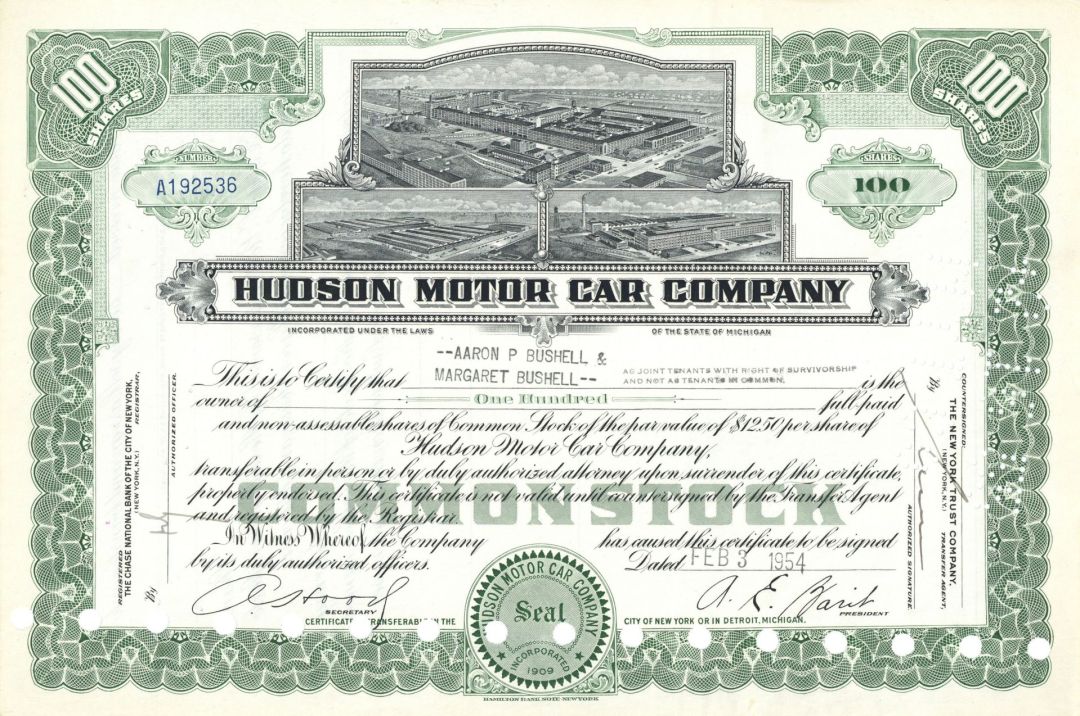 100 SHARES
100 SHARES
NUMBER
A192536
SHARES
100
HUDSON MOTOR CAR COMPANY
INCORPORATED UNDER THE LAWS OF THE STATE OF MICHIGAN
--AARON P BUSHELL &
MARGARET BUSHELL--
AS JOINT TENANTS WITH RIGHT OF SURVIVORSHIP
AND NOT AS TENANTS IN COMMON.
This is to Certify that is the
owner of One Hundred full-paid
and non-assessable shares of Common Stock of the par value of $12.50 per share of
Hudson Motor Car Company,
transferable in person or by duly authorized attorney upon surrender of this certificate,
properly endorsed. This certificate is not valid until countersigned by the Transfer Agent
and registered by the Registrar.
COMMON STOCK
In Witness Whereof, the Company has caused this certificate to be signed
by its duly authorized officers. Dated FEB 3 1954
SECRETARY
A. E. Barit
PRESIDENT
CERTIFICATE TRANSFERABLE IN THE CITY OF NEW YORK OR IN DETROIT, MICHIGAN.
HUDSON MOTOR CAR COMPANY
Seal
INCORPORATED
1909
HAMILTON BANK NOTE NEW YORK
REGISTERED
THE CHASE NATIONAL BANK OF THE CITY OF NEW YORK,
(NEW YORK, N.Y.) REGISTRAR,
By
AUTHORIZED OFFICER.
COUNTERSIGNED:
THE NEW YORK TRUST COMPANY,
(NEW YORK, N.Y.) TRANSFER AGENT,
By
AUTHORIZED SIGNATURE